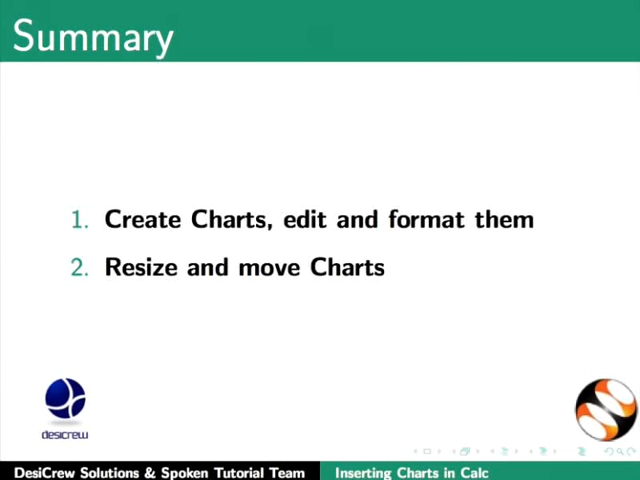 Summary
1. Create Charts, edit and format them
2. Resize and move Charts
desicrew
DesiCrew Solutions & Spoken Tutorial Team
Inserting Charts in Calc